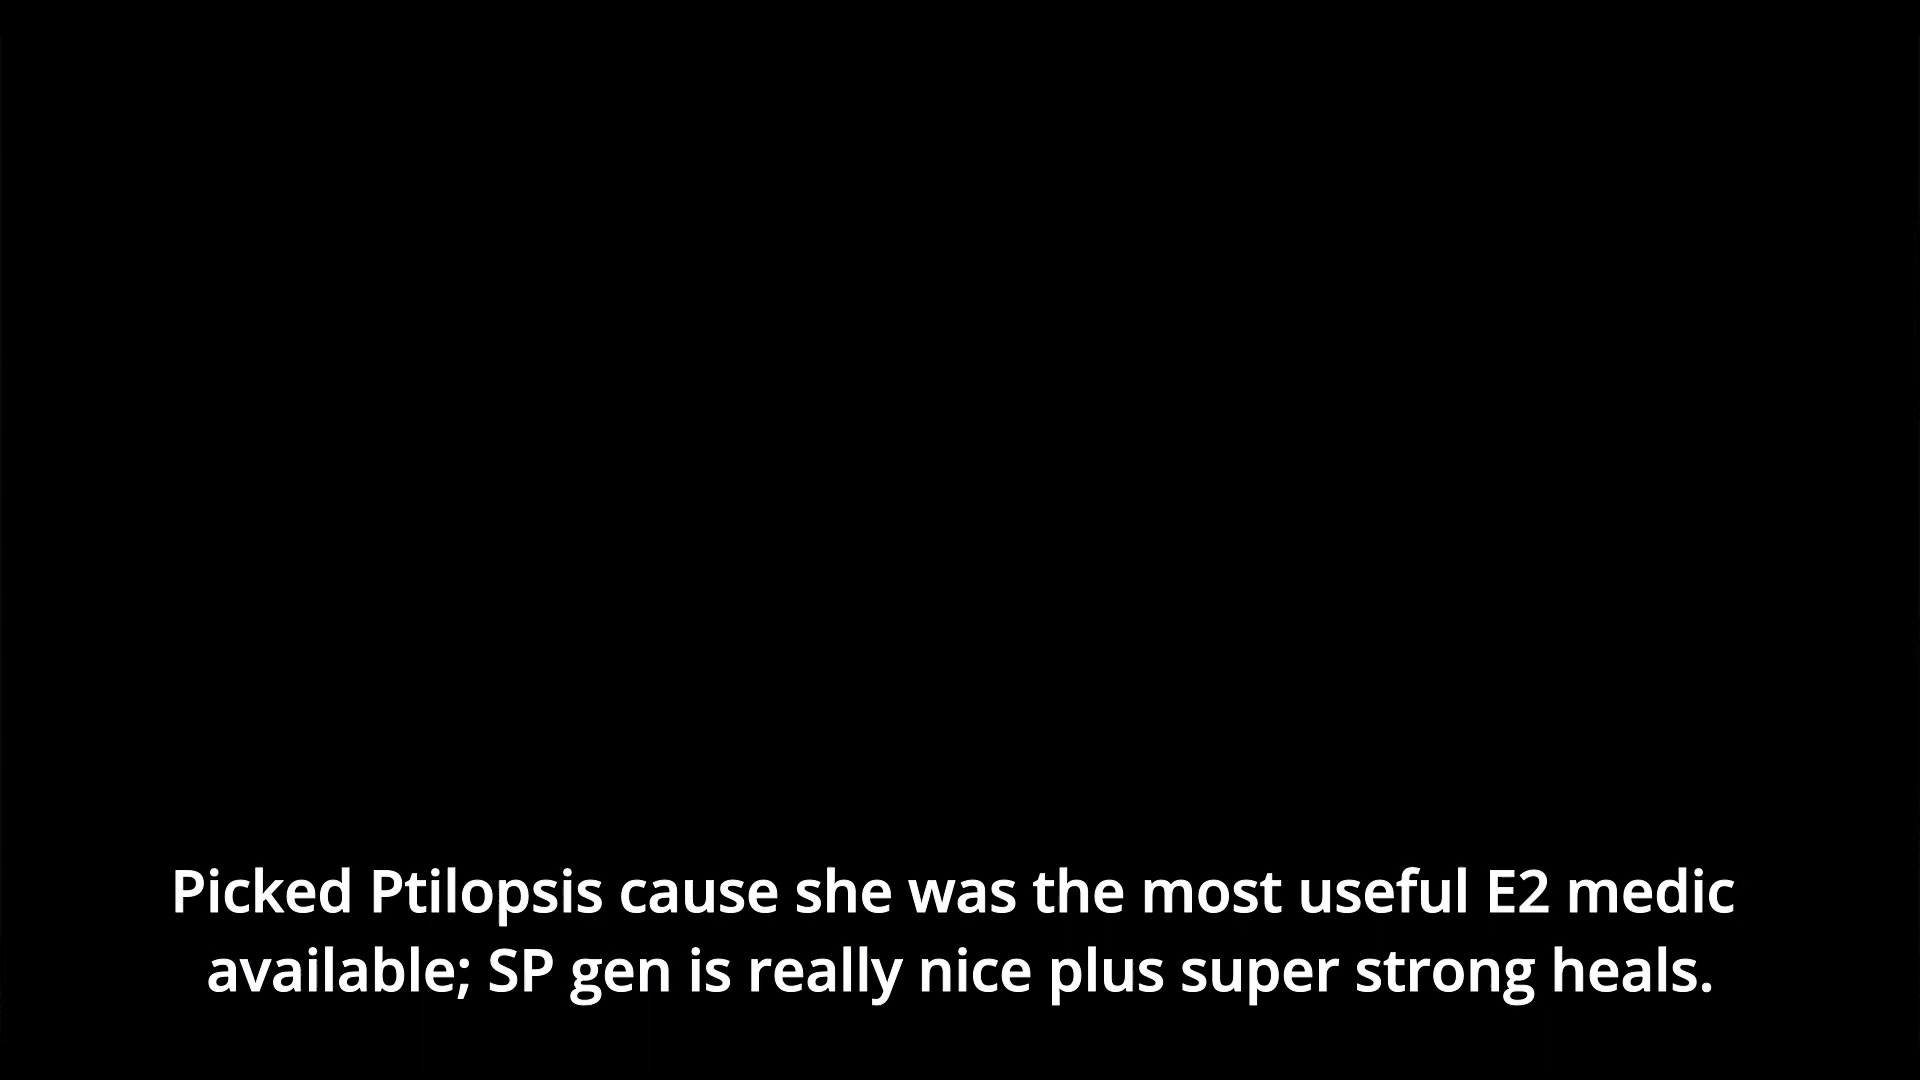 Picked Ptilopsis cause she was the most useful E2 medic
available; SP gen is really nice plus super strong heals.